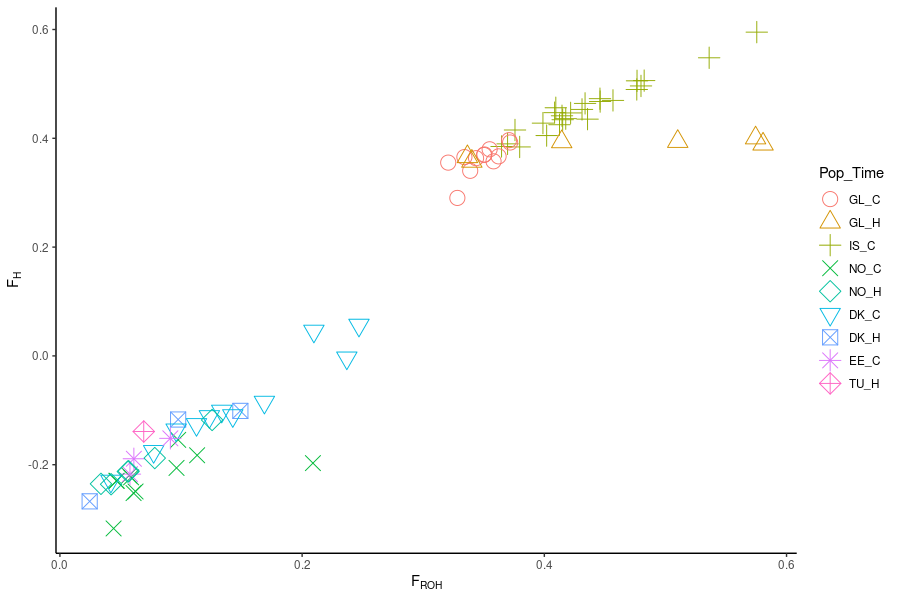 0.6
0.4
0.2
0.0
-0.2
F_H
0.0
0.2
0.4
0.6
F_ROH
Pop_Time
GL_C
GL_H
IS_C
NO_C
NO_H
DK_C
DK_H
EE_C
TU_H